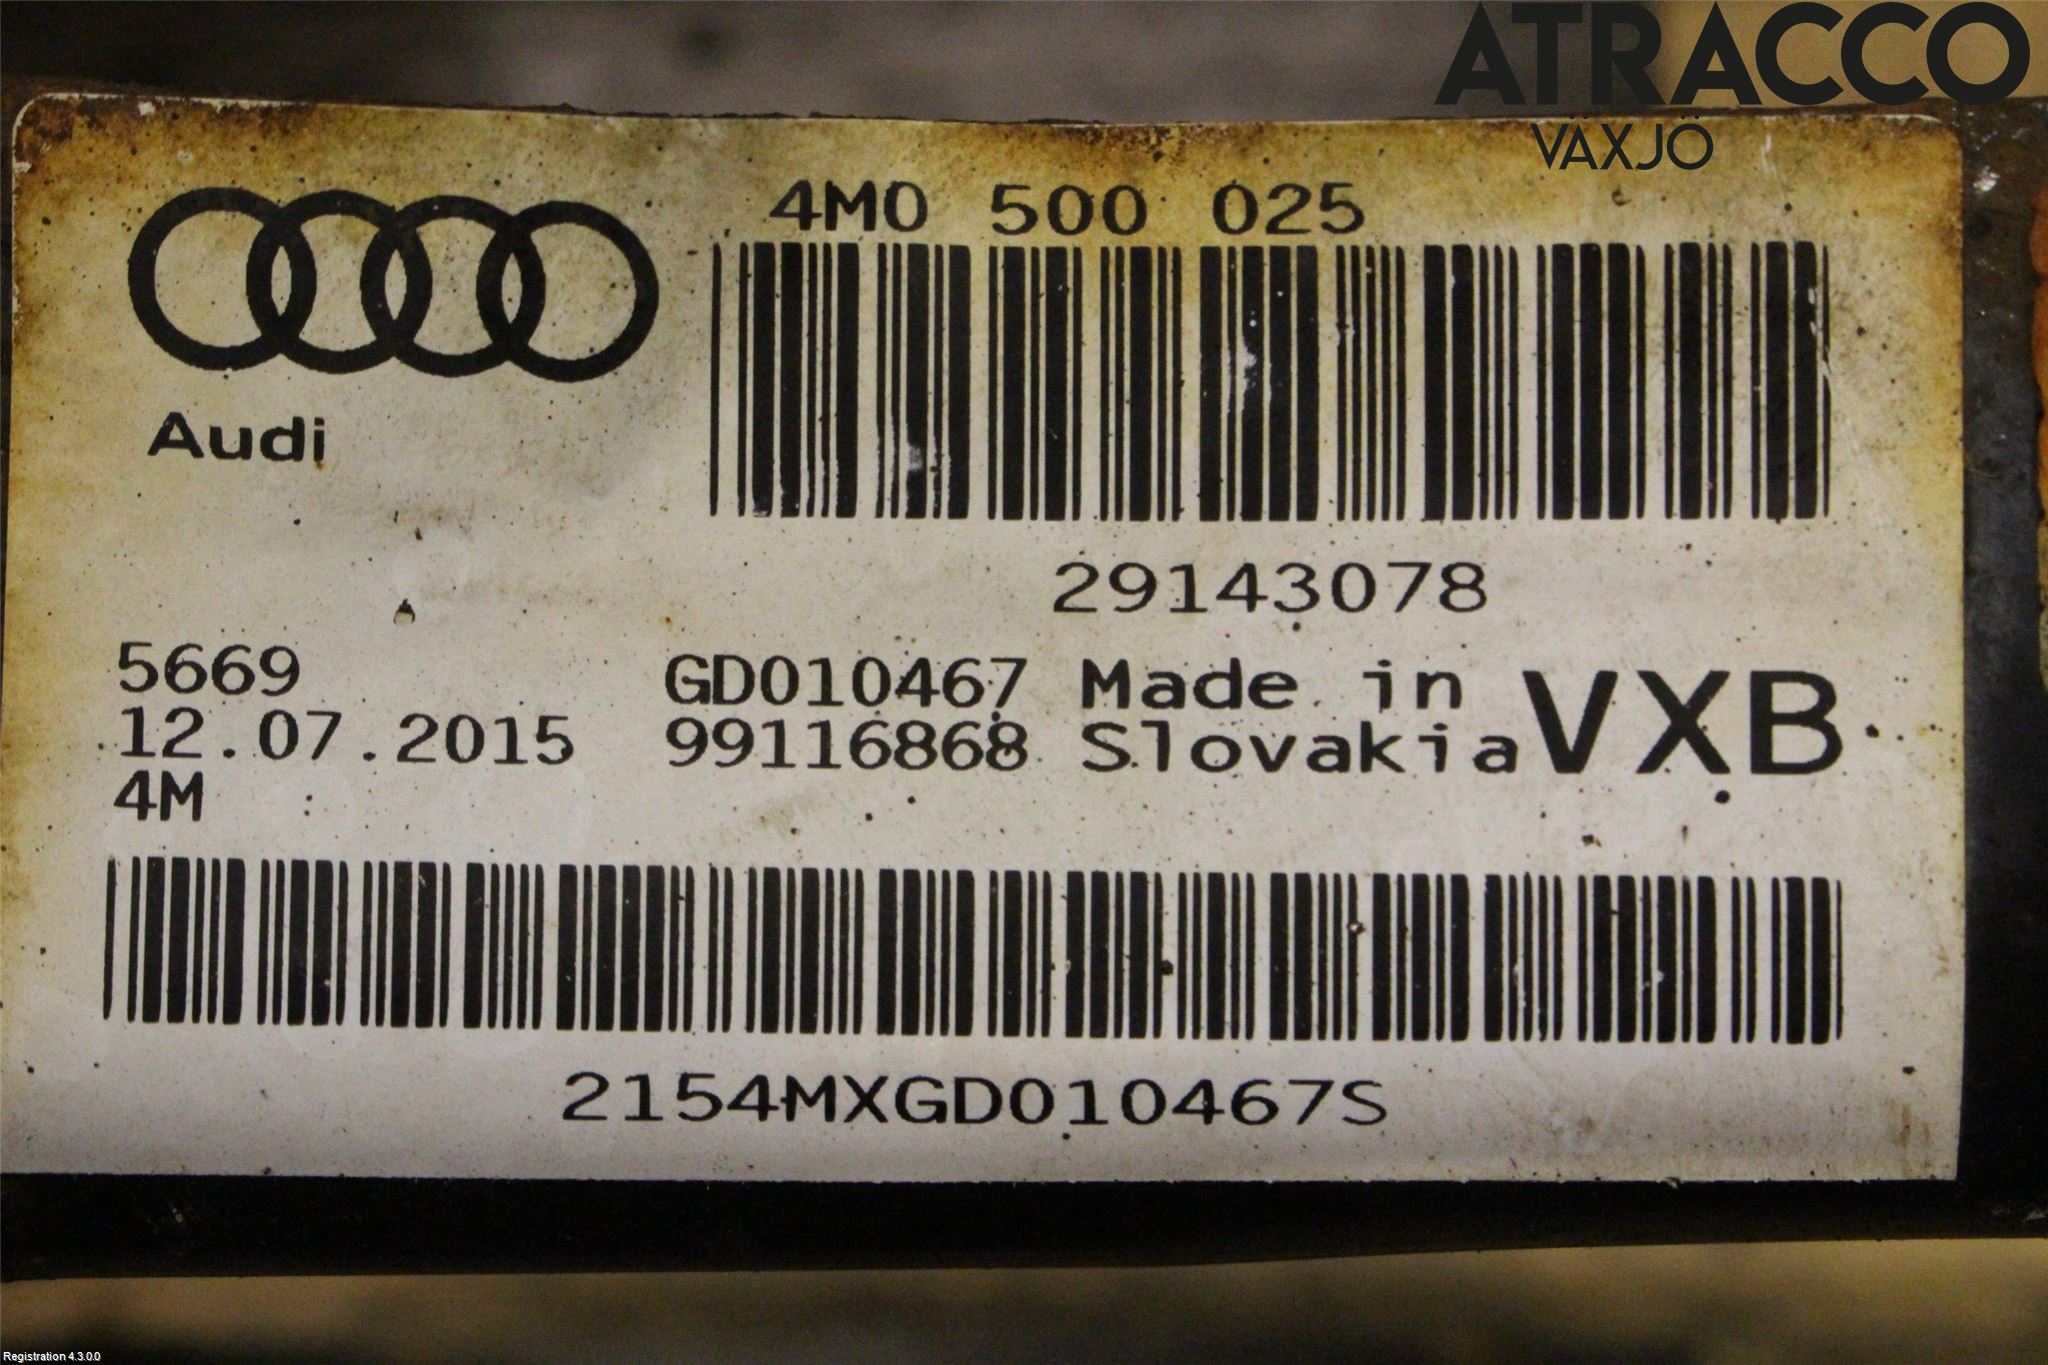 ATRACCO
VÄXJÖ
4M0 500 025
Audi
29143078
5669 GD010467 Made in VXB
12.07.2015 99116868 Slovakia
4M
2154MXGD010467S
Registration 4.3.0.0